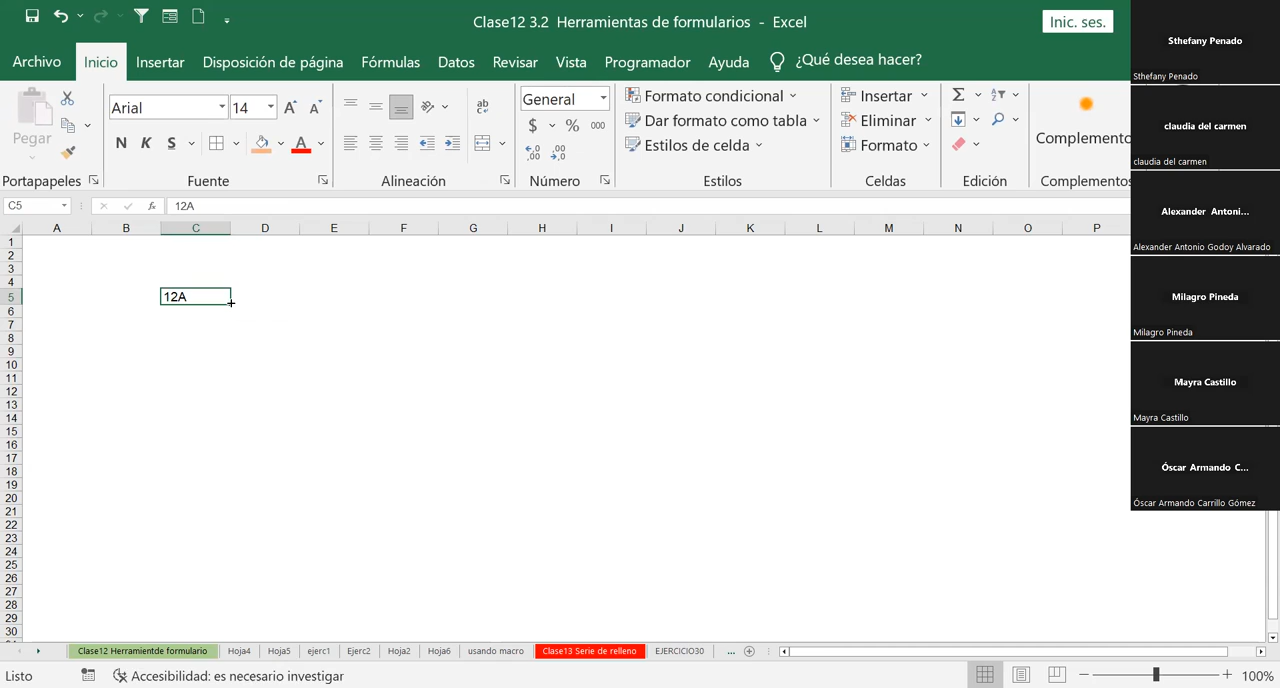 Clase12 3.2 Herramientas de formularios - Excel
Inic. ses.
Archivo Inicio Insertar Disposición de página Fórmulas Datos Revisar Vista Programador Ayuda ¿Qué desea hacer?
Pegar
Portapapeles
Arial 14
N K S
Fuente
Alineación
General
$ % 000
Número
Formato condicional
Dar formato como tabla
Estilos de celda
Estilos
Insertar
Eliminar
Formato
Celdas
Edición
Complemento
Complementos
C5 fx 12A
A B C D E F G H I J K L M N O P
1
2
3
4
5 12A
6
7
8
9
10
11
12
13
14
15
16
17
18
19
20
21
22
23
24
25
26
27
28
29
30
Clase12 Herramientde formulario Hoja4 Hoja5 ejerc1 Ejerc2 Hoja2 Hoja6 usando macro Clase13 Serie de relleno EJERCICIO30 ...
Listo Accesibilidad: es necesario investigar 100%
Sthefany Penado
Sthefany Penado
claudia del carmen
claudia del carmen
Alexander Antoni...
Alexander Antonio Godoy Alvarado
Milagro Pineda
Milagro Pineda
Mayra Castillo
Mayra Castillo
Óscar Armando C...
Óscar Armando Carrillo Gómez